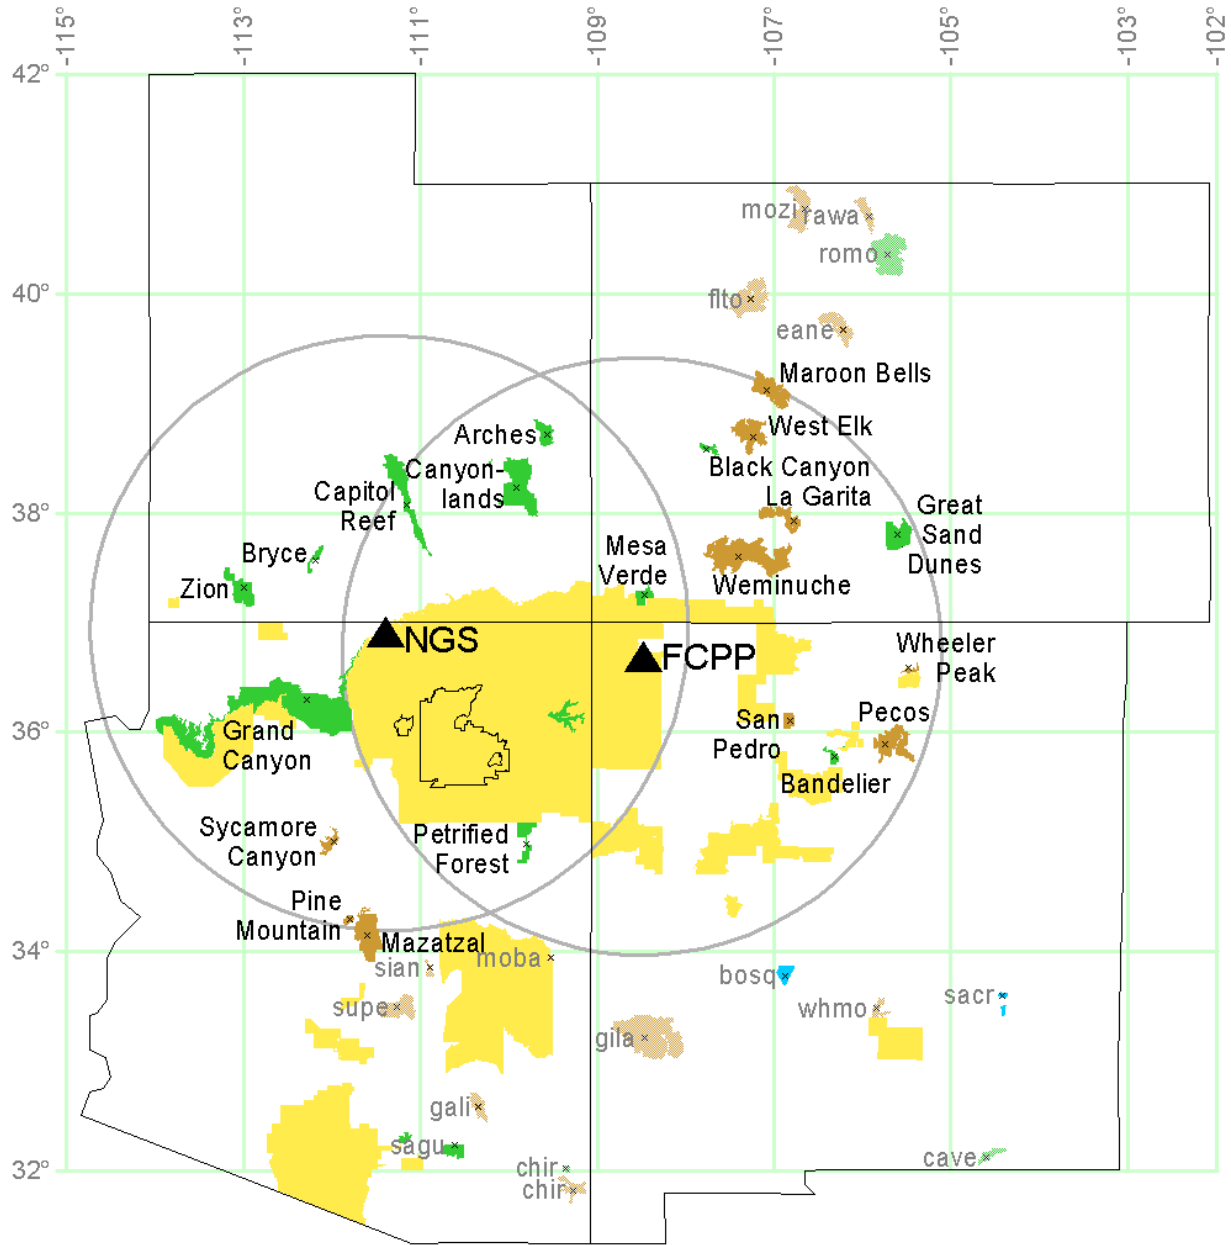 -115°
-113°
-111°
-109°
-107°
-105°
-103°
-102°
42°
mozi
rawa
romo
40°
flto
eane
Maroon Bells
West Elk
Arches
Canyon-
lands
Black Canyon
La Garita
Capitol
Reef
Great
Sand
Dunes
38°
Mesa
Verde
Bryce
Zion
Weminuche
NGS
FCPP
Wheeler
Peak
Pecos
San
Pedro
36°
Grand
Canyon
Bandelier
Sycamore
Canyon
Petrified
Forest
Pine
Mountain
Mazatzal
34°
sian
moba
bosq
sacr
supe
whmo
gila
gali
sagu
cave
32°
chir
chir